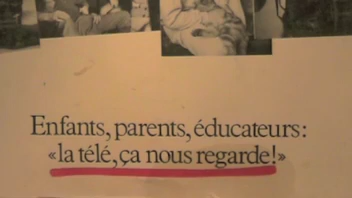 Enfants, parents, éducateurs:
«la télé, ça nous regarde!»